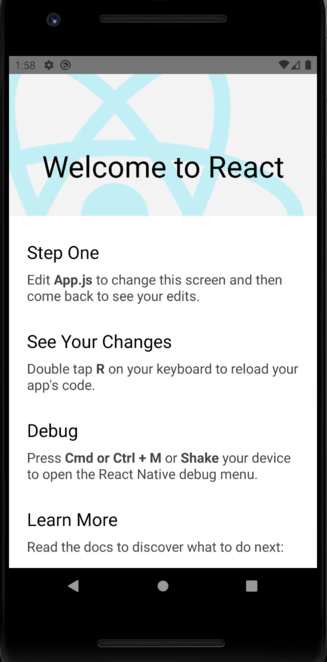 1:58
Welcome to React
Step One
Edit App.js to change this screen and then
come back to see your edits.
See Your Changes
Double tap R on your keyboard to reload your
app's code.
Debug
Press Cmd or Ctrl + M or Shake your device
to open the React Native debug menu.
Learn More
Read the docs to discover what to do next: